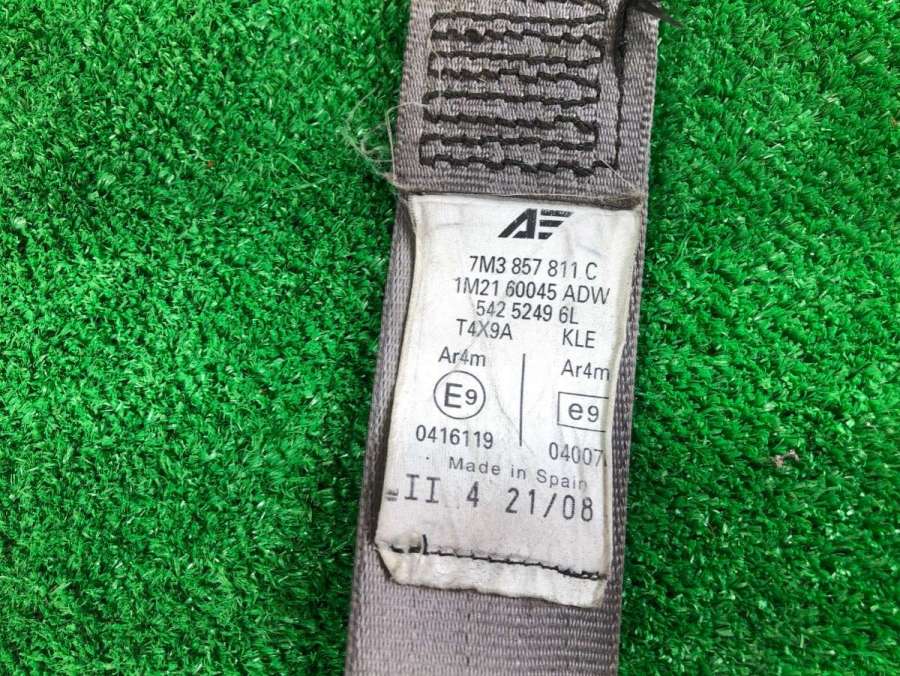 7M3 857 811 C
1M21 60045 ADW
542 5249 6L
T4X9A KLE
Ar4m Ar4m
E9 e9
0416119 04007
Made in Spain
II 4 21/08